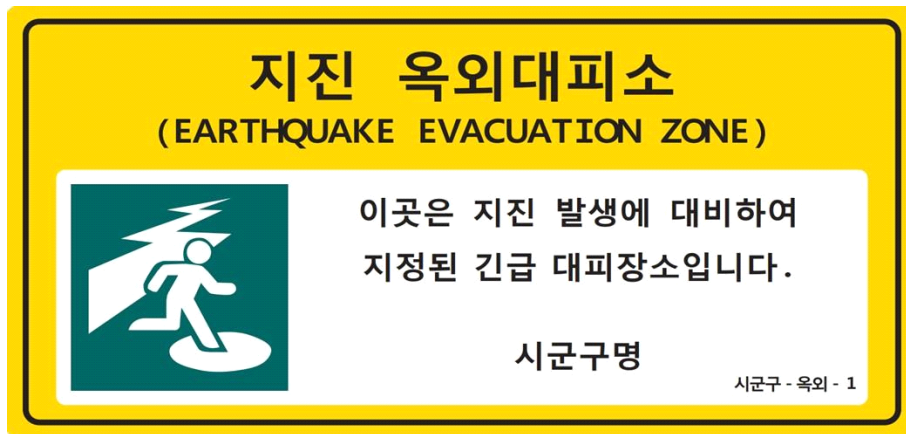 지진 옥외대피소
(EARTHQUAKE EVACUATION ZONE)
이곳은 지진 발생에 대비하여
지정된 긴급 대피장소입니다.
시군구명
시군구 - 옥외 - 1